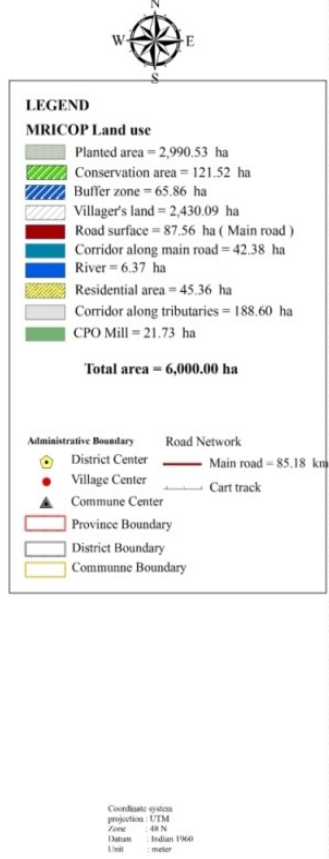 N
W E
S
LEGEND
MRICOP Land use
Planted area = 2,990.53 ha
Conservation area = 121.52 ha
Buffer zone = 65.86 ha
Villager's land = 2,430.09 ha
Road surface = 87.56 ha ( Main road )
Corridor along main road = 42.38 ha
River = 6.37 ha
Residential area = 45.36 ha
Corridor along tributaries = 188.60 ha
CPO Mill = 21.73 ha
Total area = 6,000.00 ha
Administrative Boundary Road Network
District Center Main road = 85.18 km
Village Center Cart track
Commune Center
Province Boundary
District Boundary
Communne Boundary
Coordinate system
projection : UTM
Zone : 48 N
Datum : Indian 1960
Unit : meter